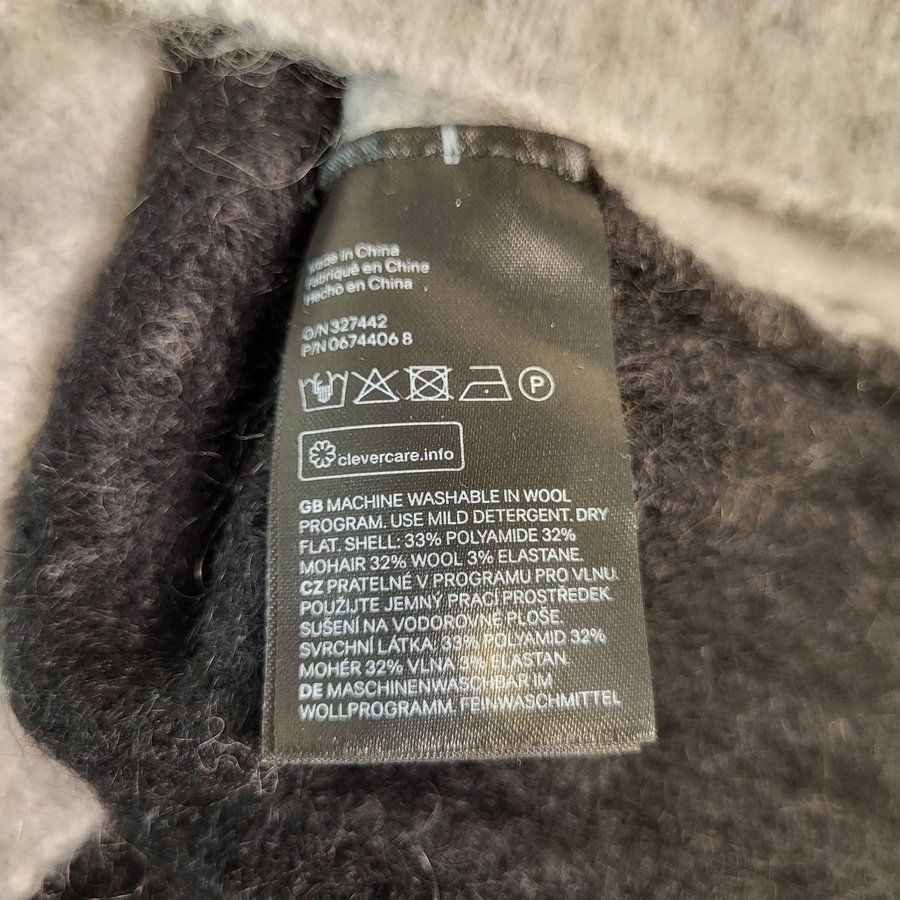 Made in China
Fabriqué en Chine
Hecho en China
O/N 327442
P/N 0674406 8
P
clevercare.info
GB MACHINE WASHABLE IN WOOL
PROGRAM. USE MILD DETERGENT. DRY
FLAT. SHELL: 33% POLYAMIDE 32%
MOHAIR 32% WOOL 3% ELASTANE.
CZ PRATELNÉ V PROGRAMU PRO VLNU.
POUŽIJTE JEMNÝ PRACÍ PROSTŘEDEK.
SUŠENÍ NA VODOROVNÉ PLOŠE.
SVRCHNÍ LÁTKA: 33% POLYAMID 32%
MOHÉR 32% VLNA 3% ELASTAN.
DE MASCHINENWASCHBAR IM
WOLLPROGRAMM. FEINWASCHMITTEL